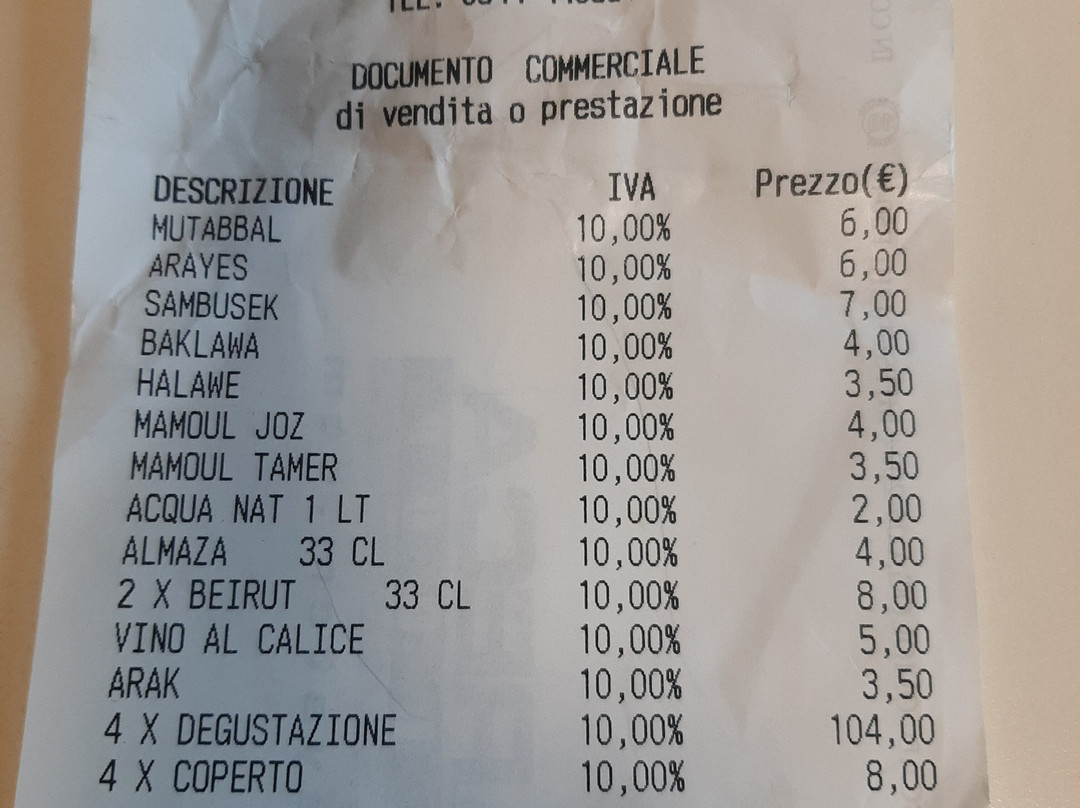 DOCUMENTO COMMERCIALE
di vendita o prestazione
DESCRIZIONE IVA Prezzo(€)
MUTABBAL 10,00% 6,00
ARAYES 10,00% 6,00
SAMBUSEK 10,00% 7,00
BAKLAWA 10,00% 4,00
HALAWE 10,00% 3,50
MAMOUL JOZ 10,00% 4,00
MAMOUL TAMER 10,00% 3,50
ACQUA NAT 1 LT 10,00% 2,00
ALMAZA 33 CL 10,00% 4,00
2 X BEIRUT 33 CL 10,00% 8,00
VINO AL CALICE 10,00% 5,00
ARAK 10,00% 3,50
4 X DEGUSTAZIONE 10,00% 104,00
4 X COPERTO 10,00% 8,00